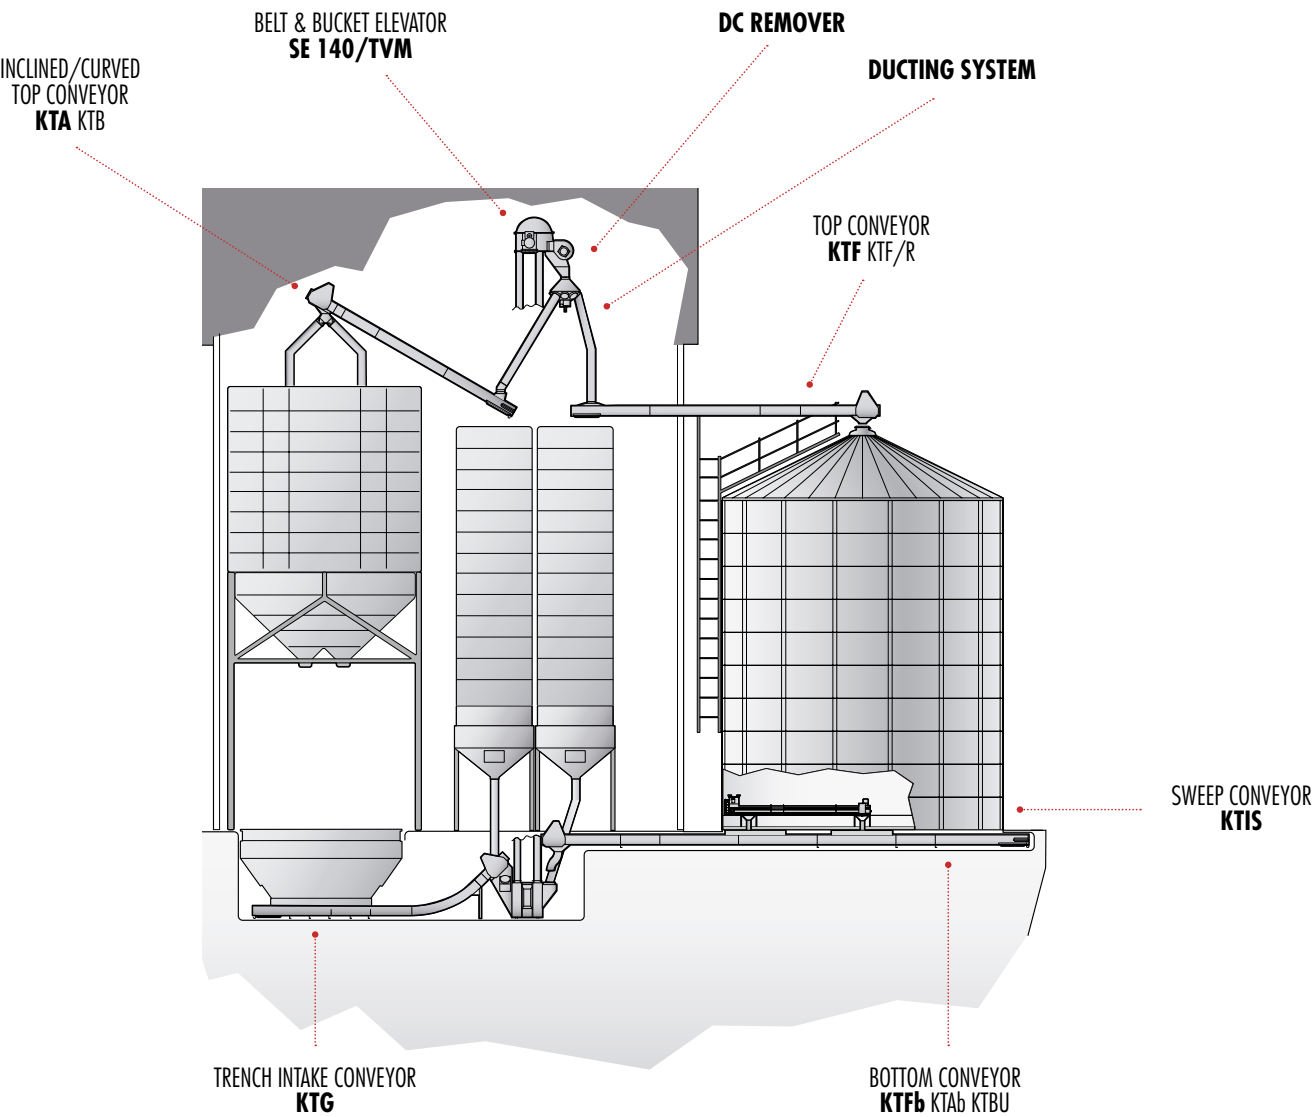 BELT & BUCKET ELEVATOR
SE 140/TVM
DC REMOVER
DUCTING SYSTEM
INCLINED/CURVED
TOP CONVEYOR
KTA KTB
TOP CONVEYOR
KTF KTF/R
SWEEP CONVEYOR
KTIS
TRENCH INTAKE CONVEYOR
KTG
BOTTOM CONVEYOR
KTFb KTAb KTBU